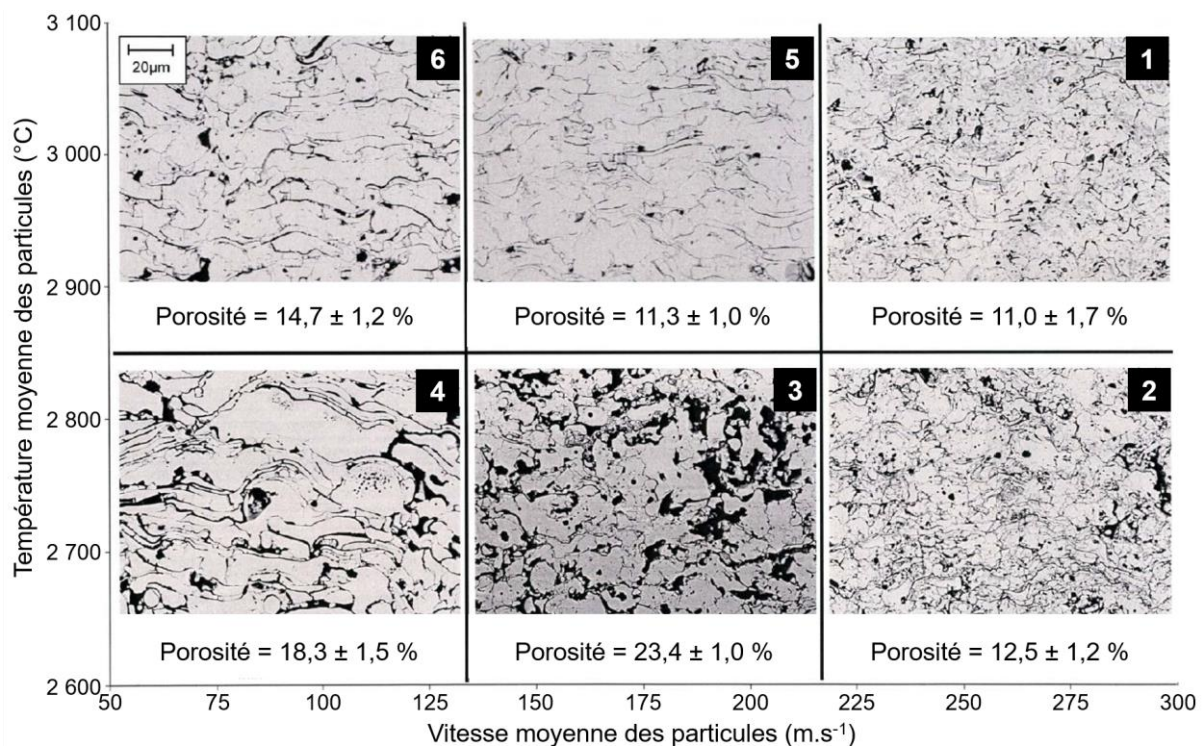 Température moyenne des particules (°C)
3 100
3 000
2 900
2 800
2 700
2 600
20µm
6
5
1
Porosité = 14,7 ± 1,2 %
Porosité = 11,3 ± 1,0 %
Porosité = 11,0 ± 1,7 %
4
3
2
Porosité = 18,3 ± 1,5 %
Porosité = 23,4 ± 1,0 %
Porosité = 12,5 ± 1,2 %
50 75 100 125 150 175 200 225 250 275 300
Vitesse moyenne des particules (m.s⁻¹)